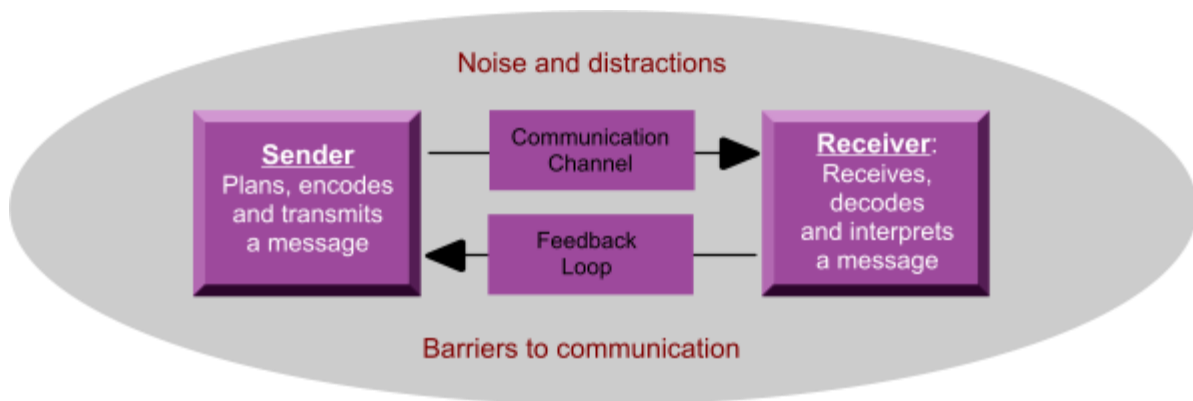 Noise and distractions
Sender
Plans, encodes
and transmits
a message
Communication
Channel
Receiver:
Receives,
decodes
and interprets
a message
Feedback
Loop
Barriers to communication